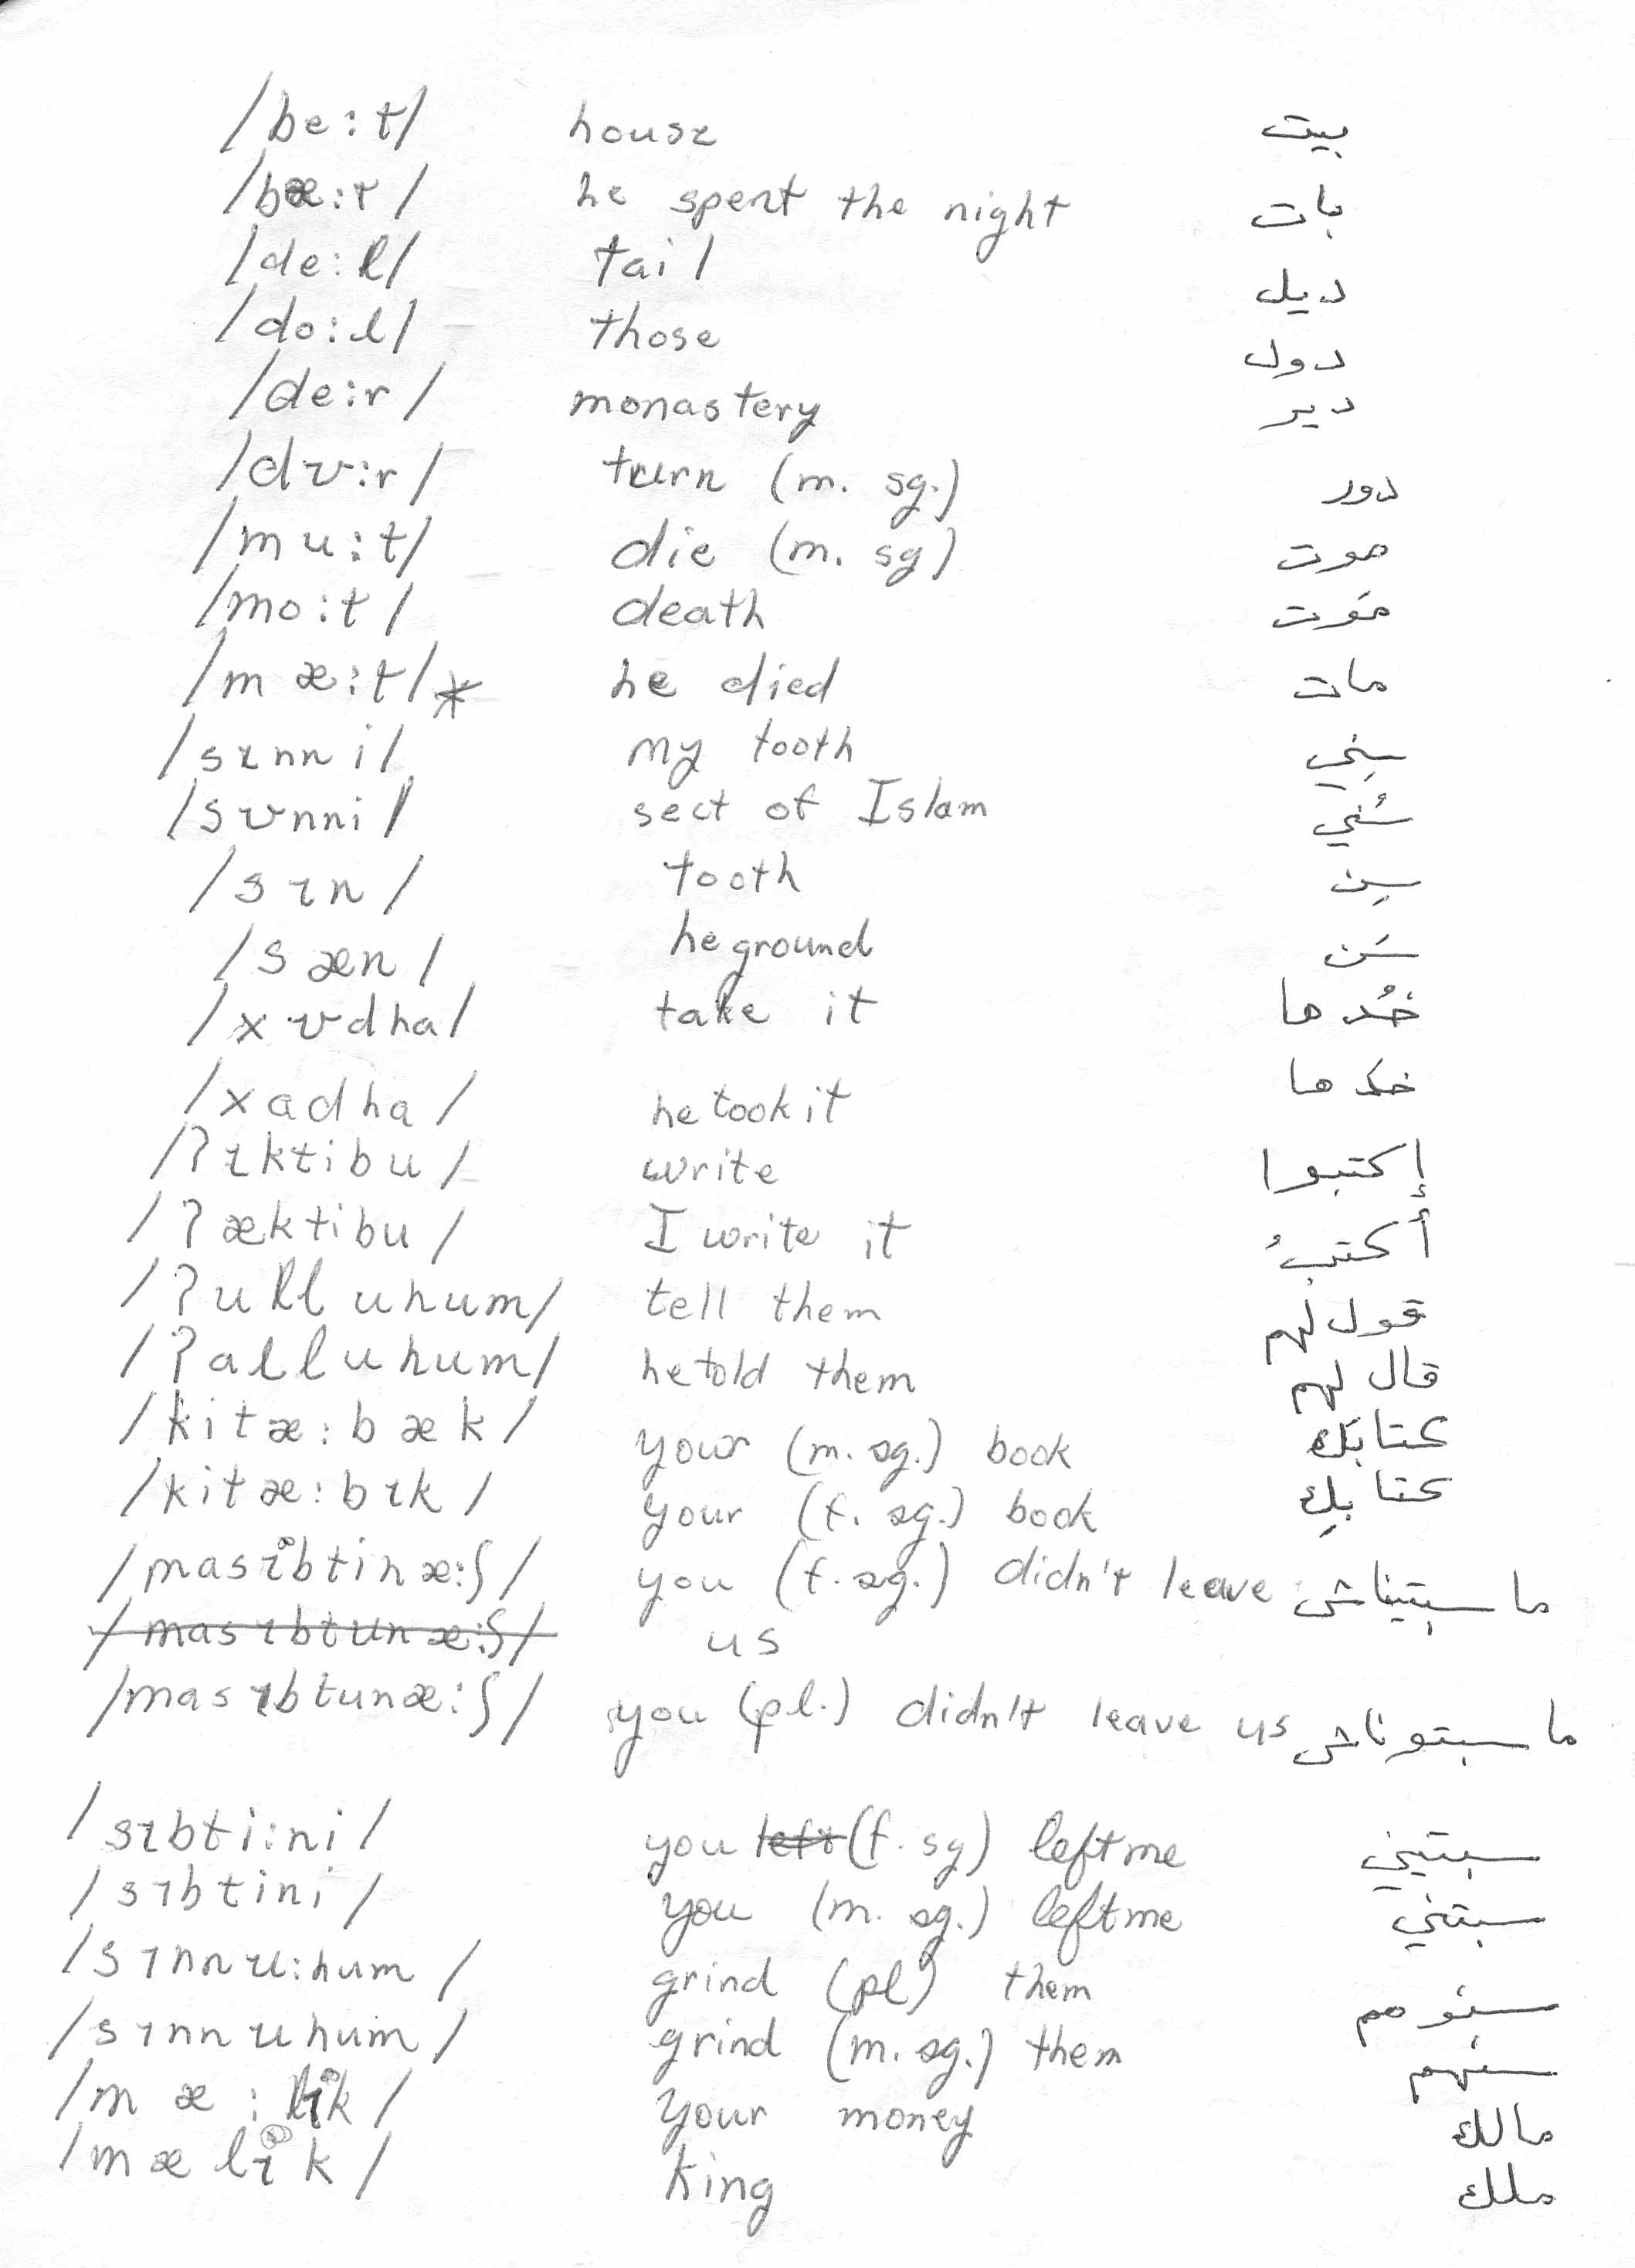 /be:t/ house بيت
/bæ:t/ he spent the night بات
/de:l/ tail ديل
/do:l/ those دول
/de:r/ monastery دير
/dʊ:r/ turn (m. sg.) دور
/mu:t/ die (m. sg) موت
/mo:t/ death مَوت
/mæ:t/* he died مات
/sɪnni/ my tooth سِني
/sʊnni/ sect of Islam سُني
/sɪn/ tooth سِن
/sæn/ he ground سَن
/xʊdha/ take it خُد ها
/xadha/ he took it خَد ها
/ʔɪktibu/ write إكتبوا
/ʔæktibu/ I write it أكتبُ
/ʔulluhum/ tell them قول لهم
/ʔalluhum/ he told them قال لهم
/kitæ:bæk/ your (m. sg.) book كتابَك
/kitæ:bɪk/ your (f. sg.) book كتابِك
/masɪbtinæ:ʃ/ you (f. sg.) didn't leave ما سبتيناش
/masɪbtunæ:ʃ/ us
/masɪbtunæ:ʃ/ you (pl.) didn't leave us ما سبتوناش
/sɪbti:ni/ you left (f. sg) left me سبتيني
/sɪbtini/ you (m. sg.) left me سبتني
/sɪnnu:hum/ grind (pl) them سنوهم
/sɪnnuhum/ grind (m. sg.) them سنهم
/mæ:lɪk/ your money مالك
/mælɪk/ king ملك